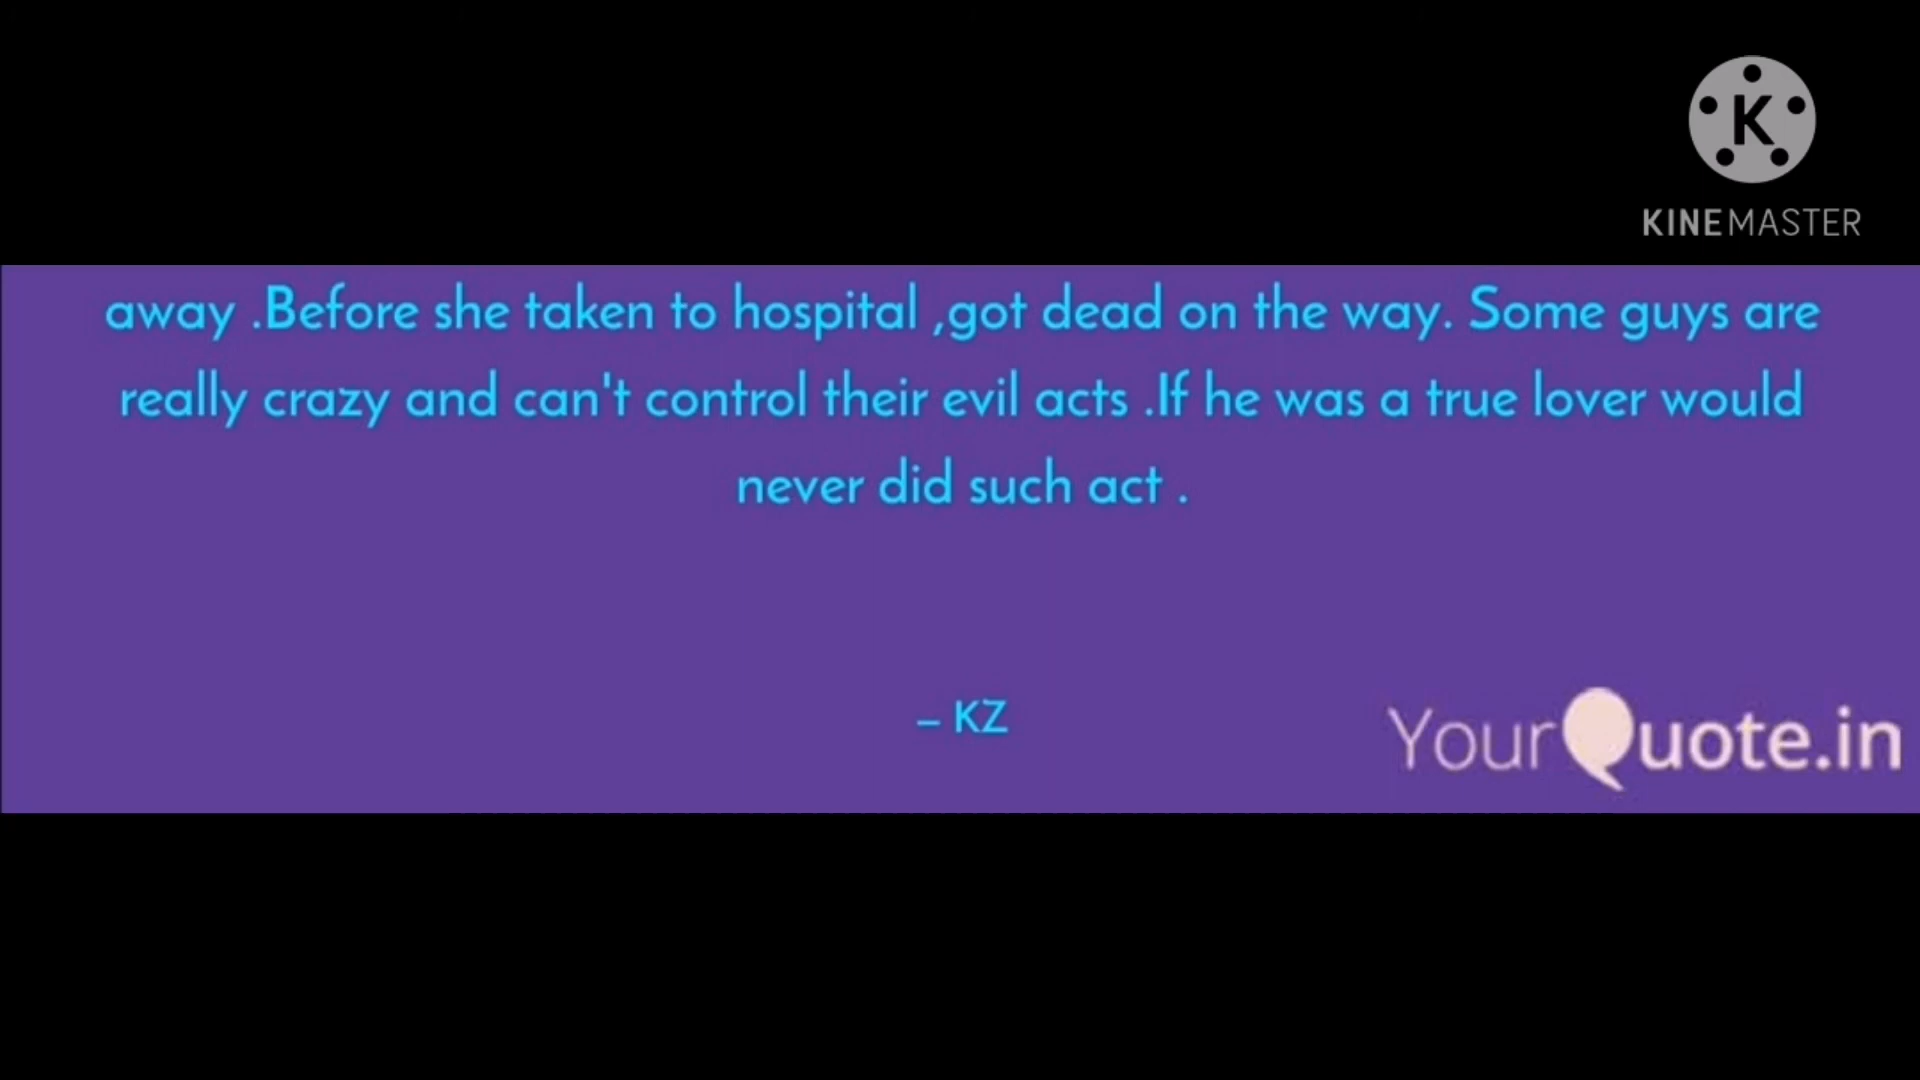 K
KINEMASTER
away .Before she taken to hospital ,got dead on the way. Some guys are
really crazy and can't control their evil acts .If he was a true lover would
never did such act .
– KZ
YourQuote.in